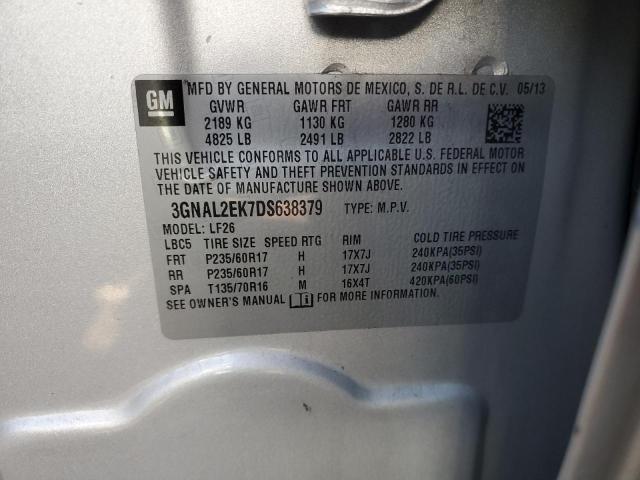 GM
MFD BY GENERAL MOTORS DE MEXICO, S. DE R.L. DE C.V. 05/13
GVWR GAWR FRT GAWR RR
2189 KG 1130 KG 1280 KG
4825 LB 2491 LB 2822 LB
THIS VEHICLE CONFORMS TO ALL APPLICABLE U.S. FEDERAL MOTOR
VEHICLE SAFETY AND THEFT PREVENTION STANDARDS IN EFFECT ON
THE DATE OF MANUFACTURE SHOWN ABOVE.
3GNAL2EK7DS638379 TYPE: M.P.V.
MODEL: LF26
LBC5 TIRE SIZE SPEED RTG RIM COLD TIRE PRESSURE
FRT P235/60R17 H 17X7J 240KPA(35PSI)
RR P235/60R17 H 17X7J 240KPA(35PSI)
SPA T135/70R16 M 16X4T 420KPA(60PSI)
SEE OWNER'S MANUAL FOR MORE INFORMATION